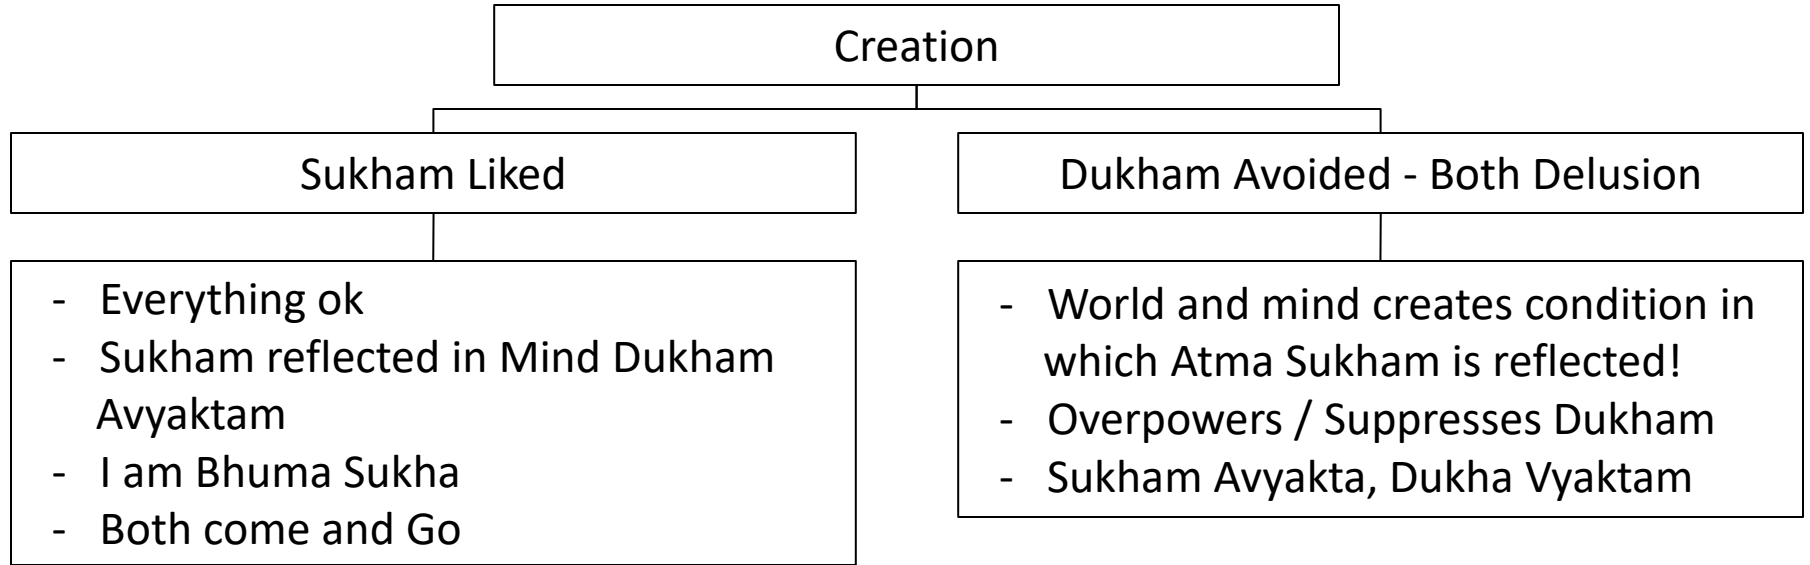 Creation
Sukham Liked
Dukham Avoided - Both Delusion
- Everything ok
- Sukham reflected in Mind Dukham
Avyaktam
- I am Bhuma Sukha
- Both come and Go
- World and mind creates condition in
which Atma Sukham is reflected!
- Overpowers / Suppresses Dukham
- Sukham Avyakta, Dukha Vyaktam